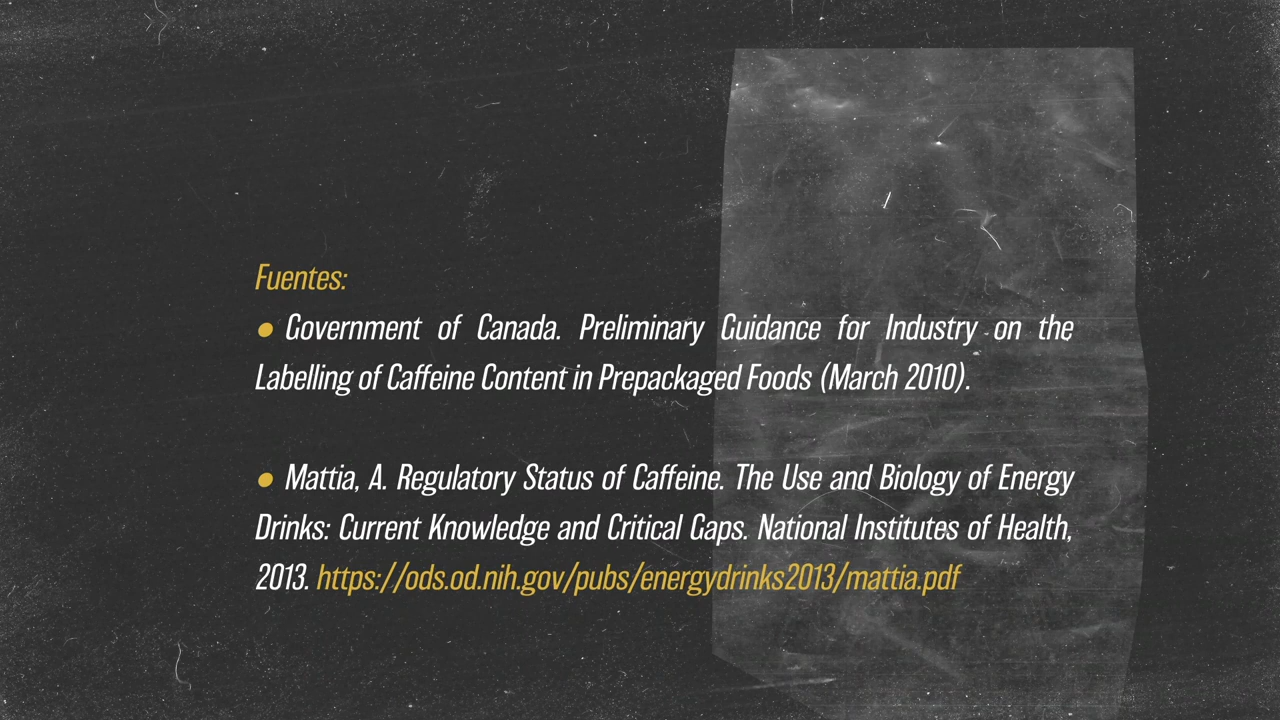 Fuentes:
● Government of Canada. Preliminary Guidance for Industry on the
Labelling of Caffeine Content in Prepackaged Foods (March 2010).
● Mattia, A. Regulatory Status of Caffeine. The Use and Biology of Energy
Drinks: Current Knowledge and Critical Gaps. National Institutes of Health,
2013. https://ods.od.nih.gov/pubs/energydrinks2013/mattia.pdf